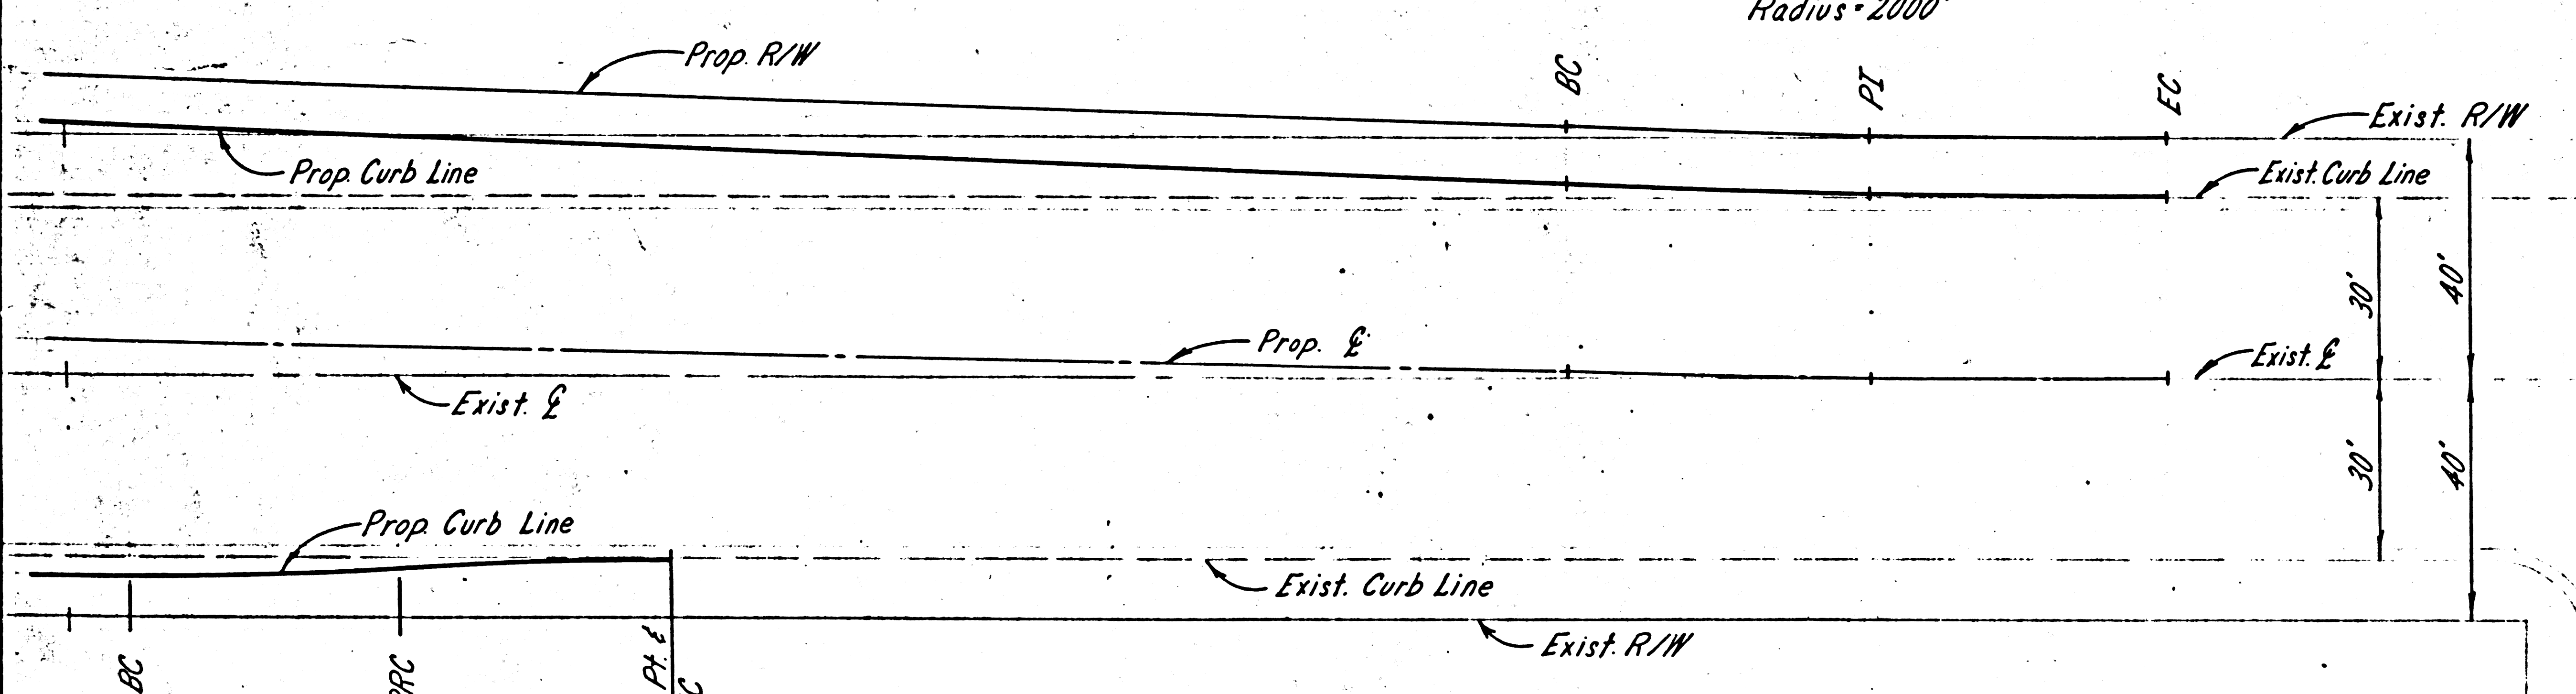 Radius = 2000'
Prop. R/W
BC
PI
EC
Exist. R/W
Prop. Curb Line
Exist. Curb Line
30'
40'
Prop. ℄
Exist. ℄
Exist. ℄
30'
40'
Prop. Curb Line
Exist. Curb Line
Exist. R/W
BC
PRC
Pt. &